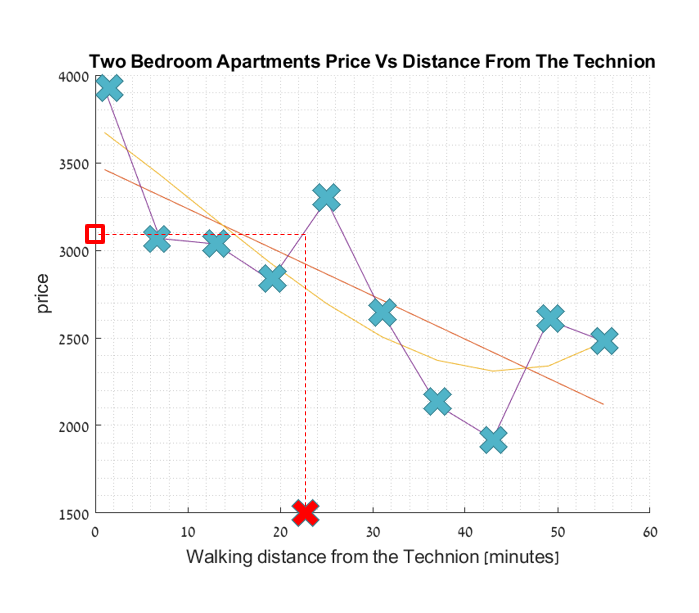 Two Bedroom Apartments Price Vs Distance From The Technion
4000
3500
3000
2500
2000
1500
price
0 10 20 30 40 50 60
Walking distance from the Technion [minutes]